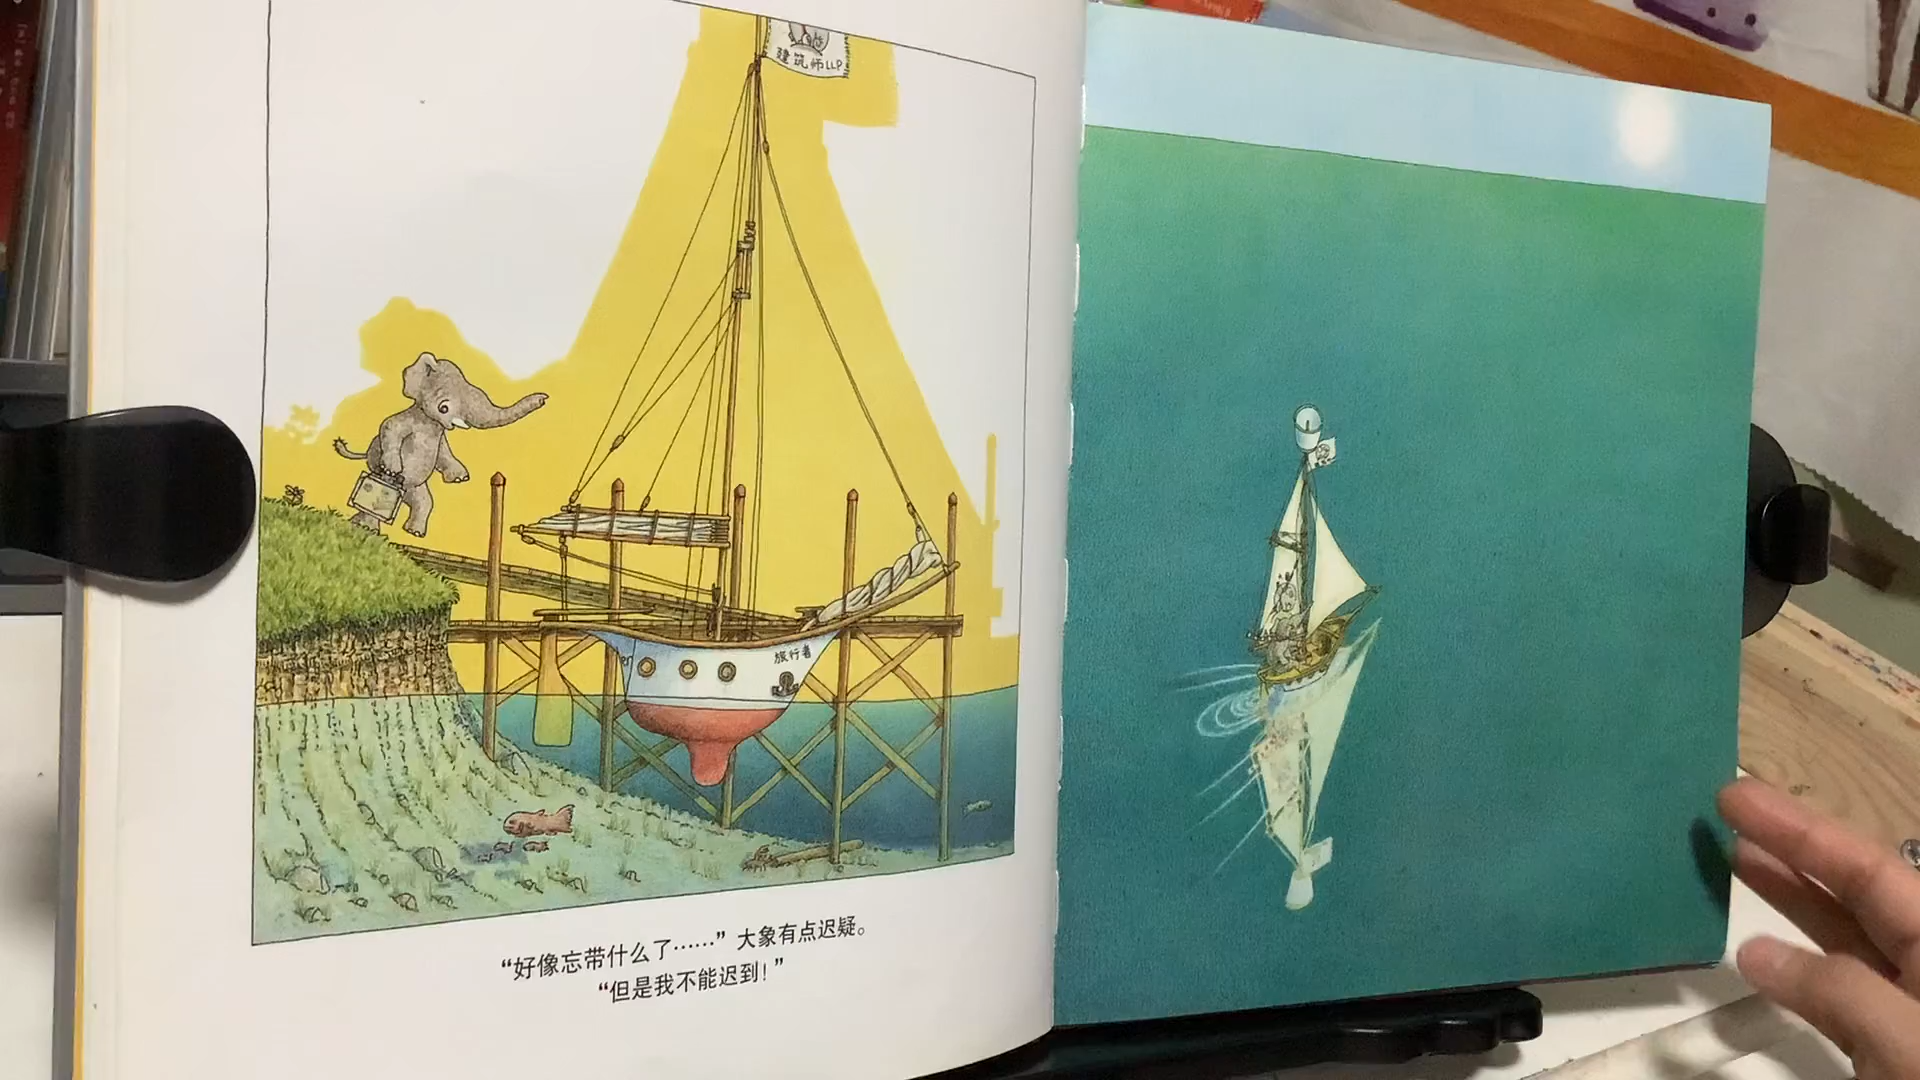 建筑师LLP
旅行者
“好像忘带什么了……”大象有点迟疑。
“但是我不能迟到！”